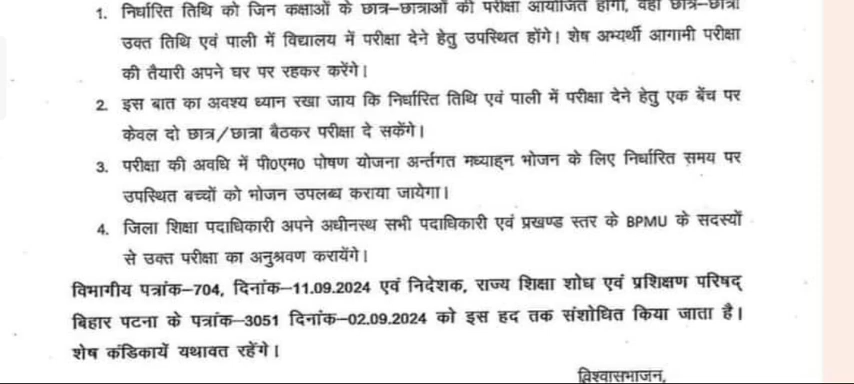 1. निर्धारित तिथि को जिन कक्षाओं के छात्र–छात्राओं की परीक्षा आयोजित होगी, वही छात्र–छात्रा
उक्त तिथि एवं पाली में विद्यालय में परीक्षा देने हेतु उपस्थित होंगे। शेष अभ्यर्थी आगामी परीक्षा
की तैयारी अपने घर पर रहकर करेंगे।
2. इस बात का अवश्य ध्यान रखा जाय कि निर्धारित तिथि एवं पाली में परीक्षा देने हेतु एक बेंच पर
केवल दो छात्र/छात्रा बैठकर परीक्षा दे सकेंगे।
3. परीक्षा की अवधि में पी०एम० पोषण योजना अर्न्तगत मध्याह्न भोजन के लिए निर्धारित समय पर
उपस्थित बच्चों को भोजन उपलब्ध कराया जायेगा।
4. जिला शिक्षा पदाधिकारी अपने अधीनस्थ सभी पदाधिकारी एवं प्रखण्ड स्तर के BPMU के सदस्यों
से उक्त परीक्षा का अनुश्रवण करायेंगे।
विभागीय पत्रांक–704, दिनांक–11.09.2024 एवं निदेशक, राज्य शिक्षा शोध एवं प्रशिक्षण परिषद्
बिहार पटना के पत्रांक–3051 दिनांक–02.09.2024 को इस हद तक संशोधित किया जाता है।
शेष कंडिकायें यथावत रहेंगे।
विश्वासभाजन,